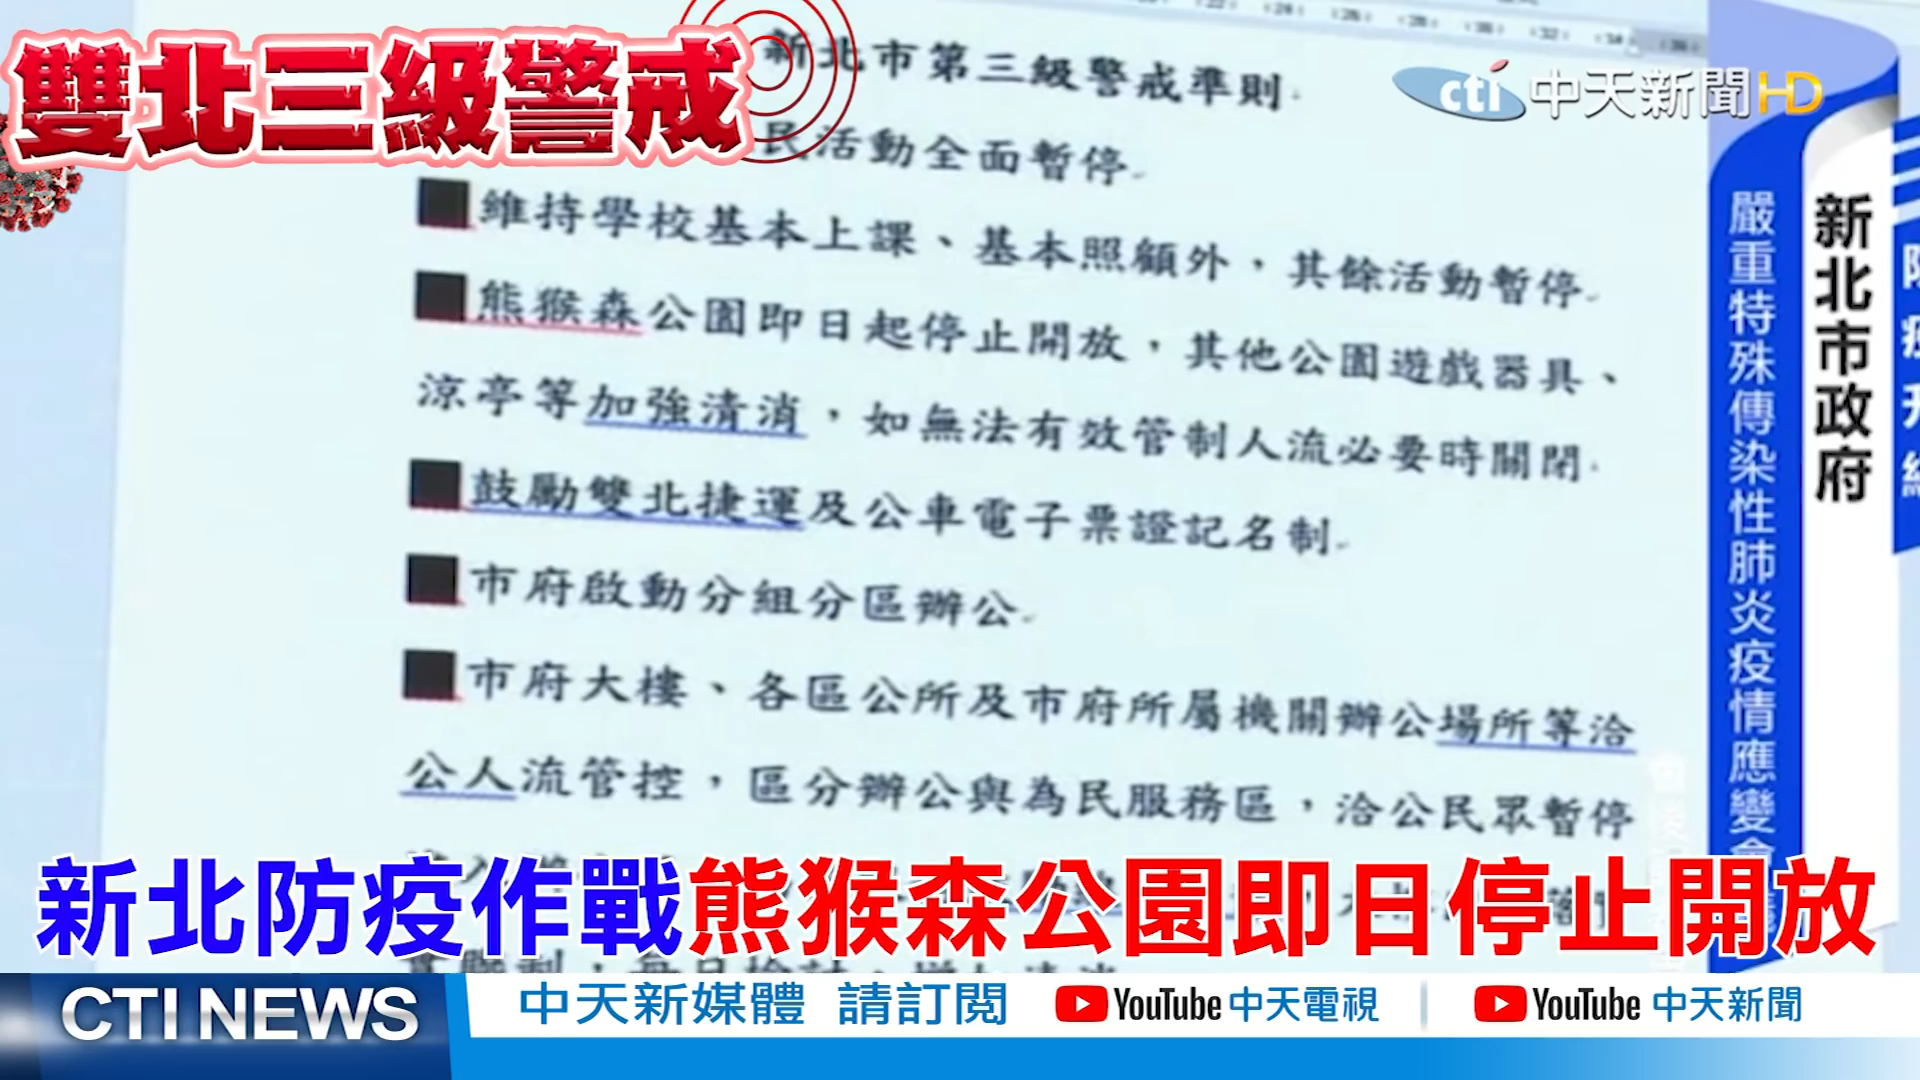 雙北三級警戒
新北市第三級警戒準則
民活動全面暫停
維持學校基本上課、基本照顧外，其餘活動暫停
熊猴森公園即日起停止開放，其他公園遊戲器具、
涼亭等加強清消，如無法有效管制人流必要時關閉
鼓勵雙北捷運及公車電子票證記名制
市府啟動分組分區辦公
市府大樓、各區公所及市府所屬機關辦公場所等洽
公人流管控，區分辦公與為民服務區，洽公民眾暫停
cti 中天新聞HD
新北市政府
嚴重特殊傳染性肺炎疫情應變會
新北防疫作戰熊猴森公園即日停止開放
CTI NEWS
中天新媒體 請訂閱 YouTube 中天電視 | YouTube 中天新聞